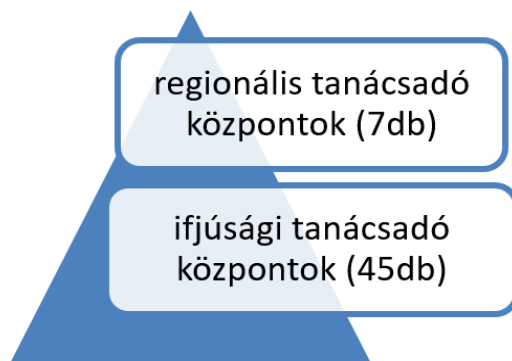 regionális tanácsadó
központok (7db)
ifjúsági tanácsadó
központok (45db)